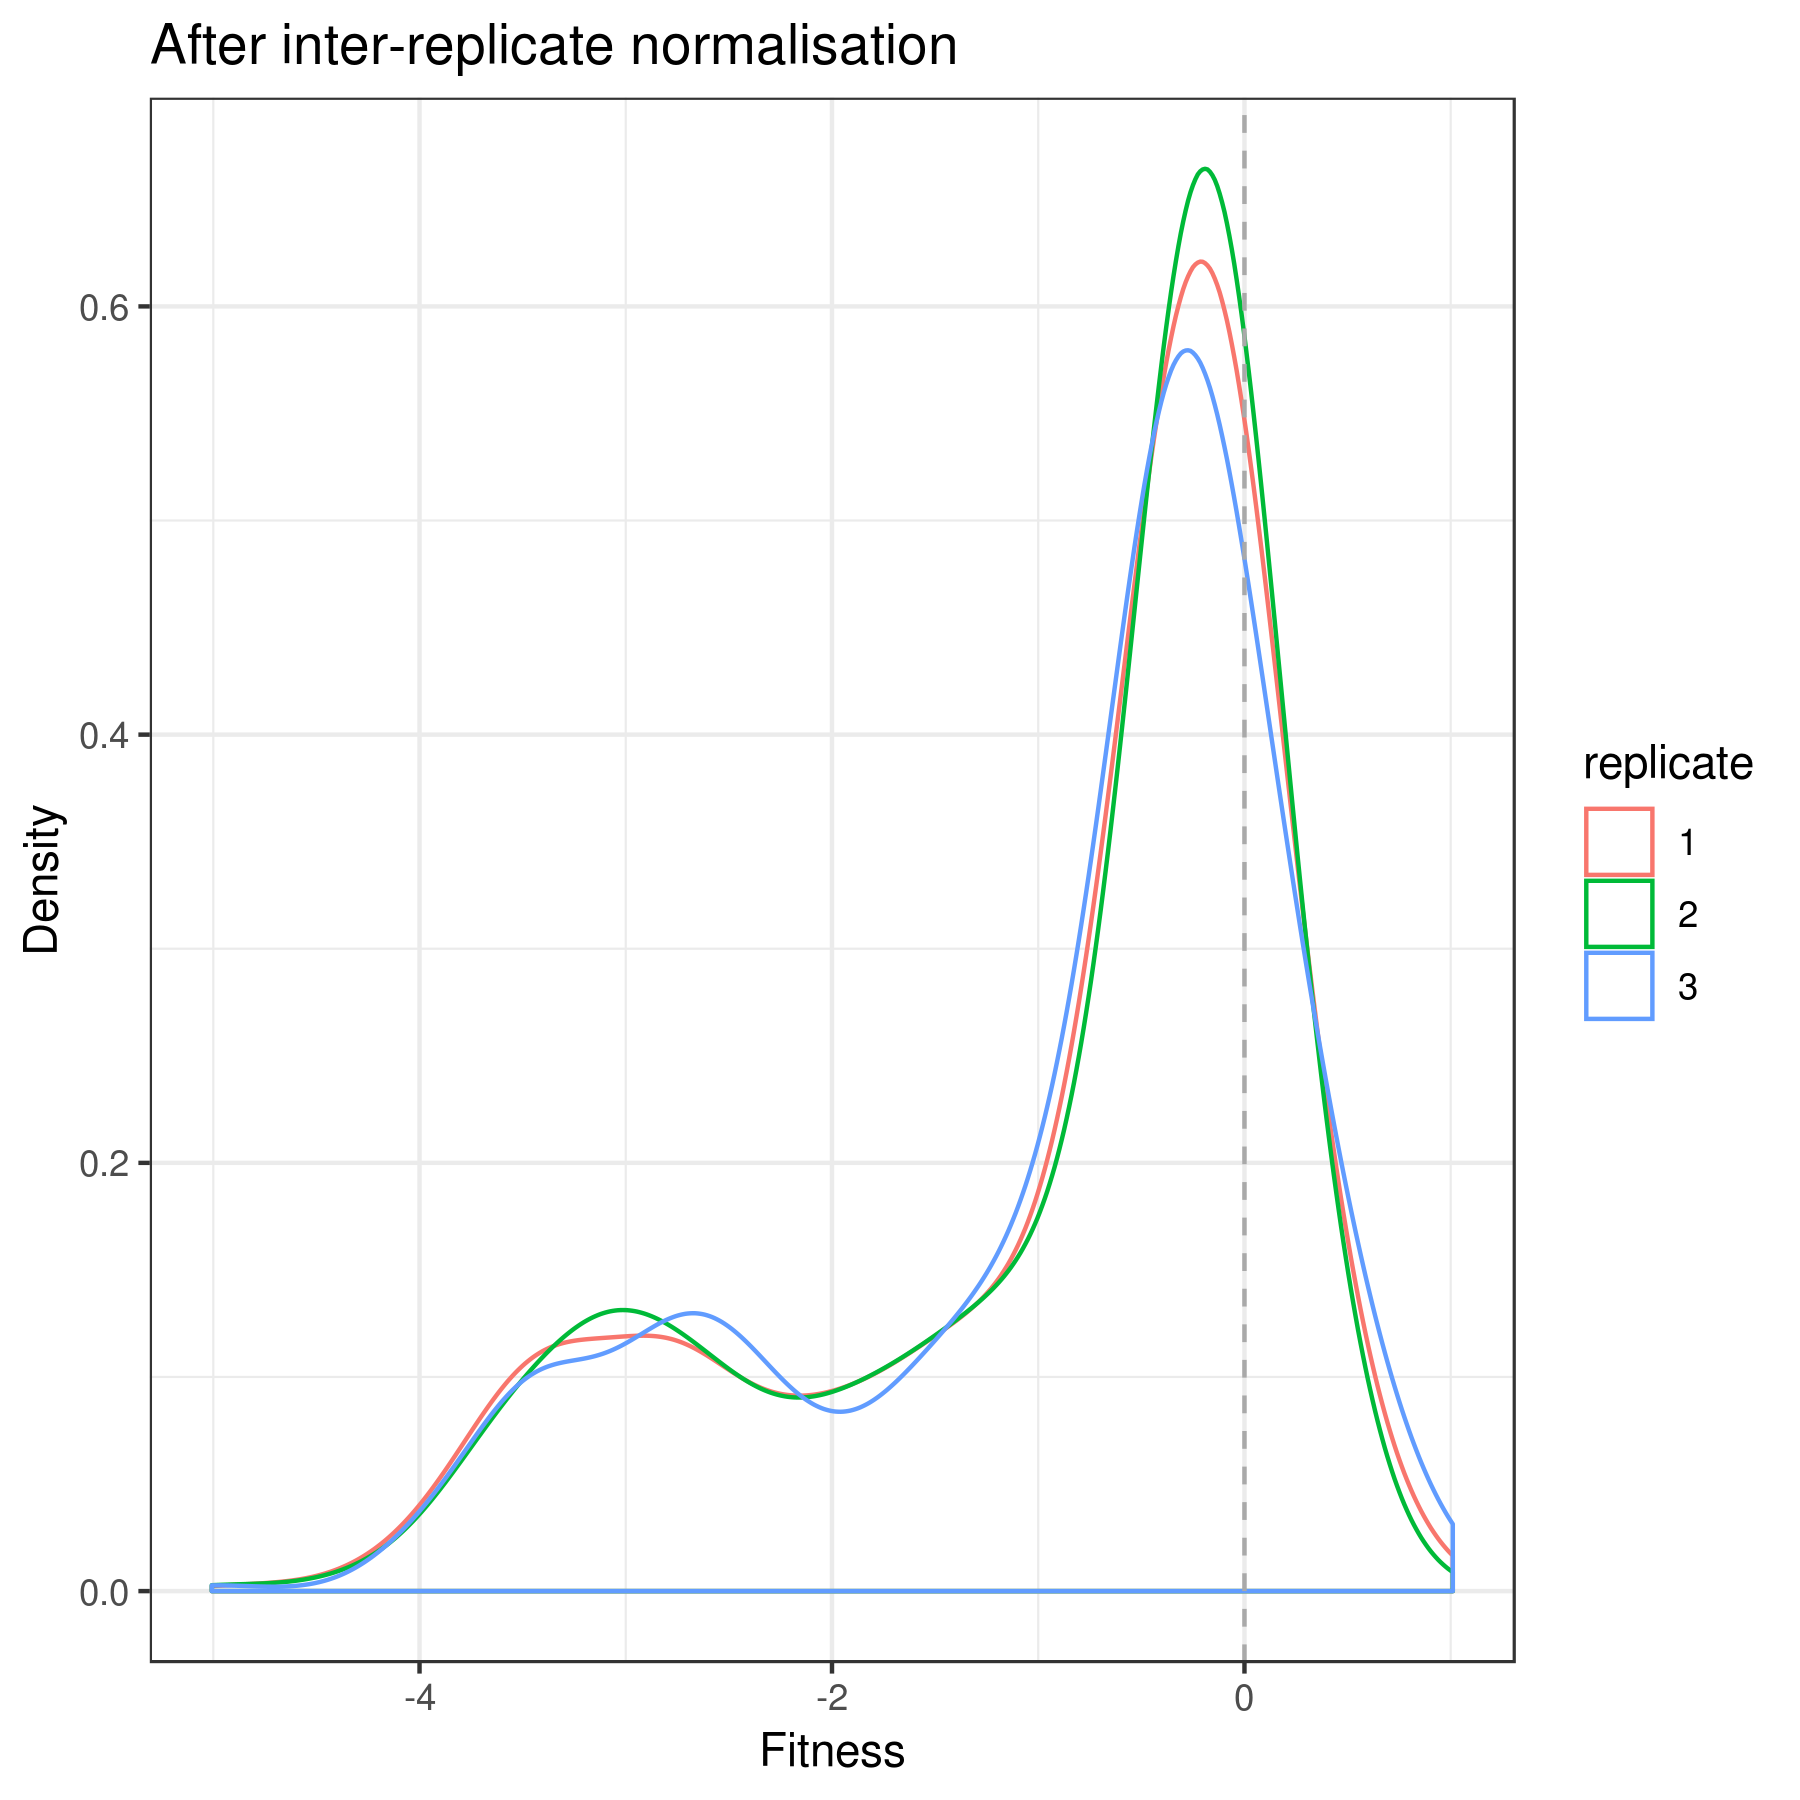 After inter-replicate normalisation
0.6
0.4
0.2
0.0
Density
-4
-2
0
Fitness
replicate
1
2
3